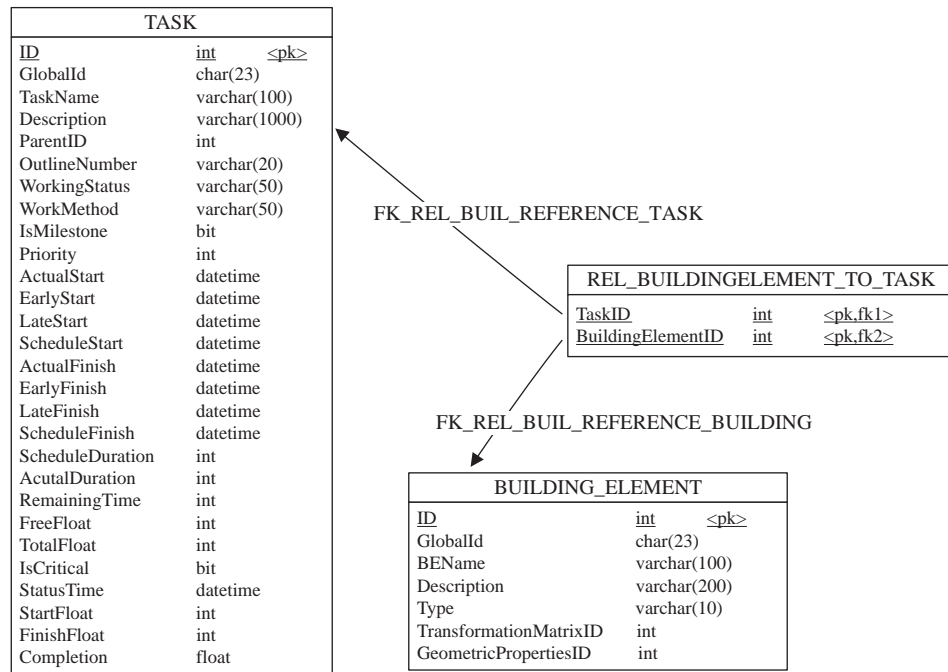 TASK
ID int <pk>
GlobalId char(23)
TaskName varchar(100)
Description varchar(1000)
ParentID int
OutlineNumber varchar(20)
WorkingStatus varchar(50)
WorkMethod varchar(50)
IsMilestone bit
Priority int
ActualStart datetime
EarlyStart datetime
LateStart datetime
ScheduleStart datetime
ActualFinish datetime
EarlyFinish datetime
LateFinish datetime
ScheduleFinish datetime
ScheduleDuration int
AcutalDuration int
RemainingTime int
FreeFloat int
TotalFloat int
IsCritical bit
StatusTime datetime
StartFloat int
FinishFloat int
Completion float
FK_REL_BUIL_REFERENCE_TASK
REL_BUILDINGELEMENT_TO_TASK
TaskID int <pk,fk1>
BuildingElementID int <pk,fk2>
FK_REL_BUIL_REFERENCE_BUILDING
BUILDING_ELEMENT
ID int <pk>
GlobalId char(23)
BEName varchar(100)
Description varchar(200)
Type varchar(10)
TransformationMatrixID int
GeometricPropertiesID int